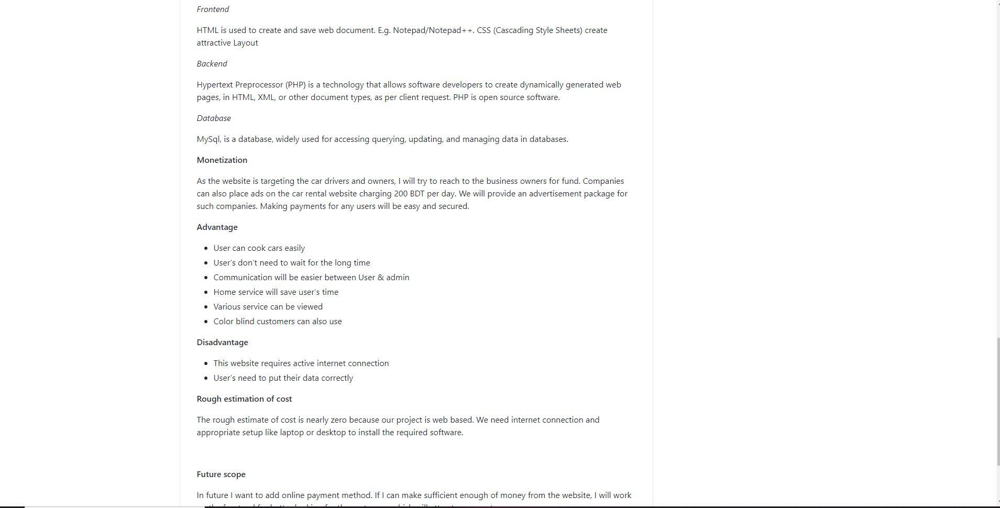 Frontend
HTML is used to create and save web document. E.g. Notepad/Notepad++. CSS (Cascading Style Sheets) create
attractive Layout
Backend
Hypertext Preprocessor (PHP) is a technology that allows software developers to create dynamically generated web
pages, in HTML, XML, or other document types, as per client request. PHP is open source software.
Database
MySql, is a database, widely used for accessing querying, updating, and managing data in databases.
Monetization
As the website is targeting the car drivers and owners, I will try to reach to the business owners for fund. Companies
can also place ads on the car rental website charging 200 BDT per day. We will provide an advertisement package for
such companies. Making payments for any users will be easy and secured.
Advantage
• User can cook cars easily
• User's don't need to wait for the long time
• Communication will be easier between User & admin
• Home service will save user's time
• Various service can be viewed
• Color blind customers can also use
Disadvantage
• This website requires active internet connection
• User's need to put their data correctly
Rough estimation of cost
The rough estimate of cost is nearly zero because our project is web based. We need internet connection and
appropriate setup like laptop or desktop to install the required software.
Future scope
In future I want to add online payment method. If I can make sufficient enough of money from the website, I will work